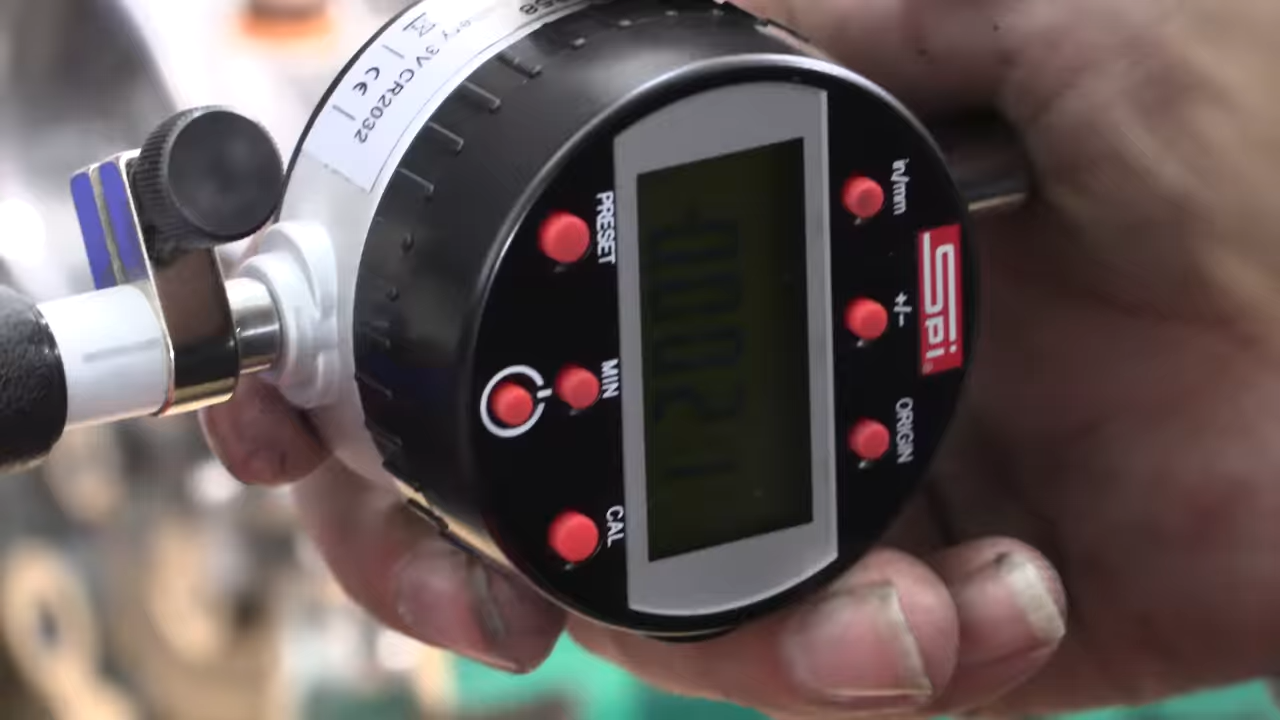 3V CR2032
CE
in/mm
+/-
ORIGIN
SPi
PRESET
MIN
CAL